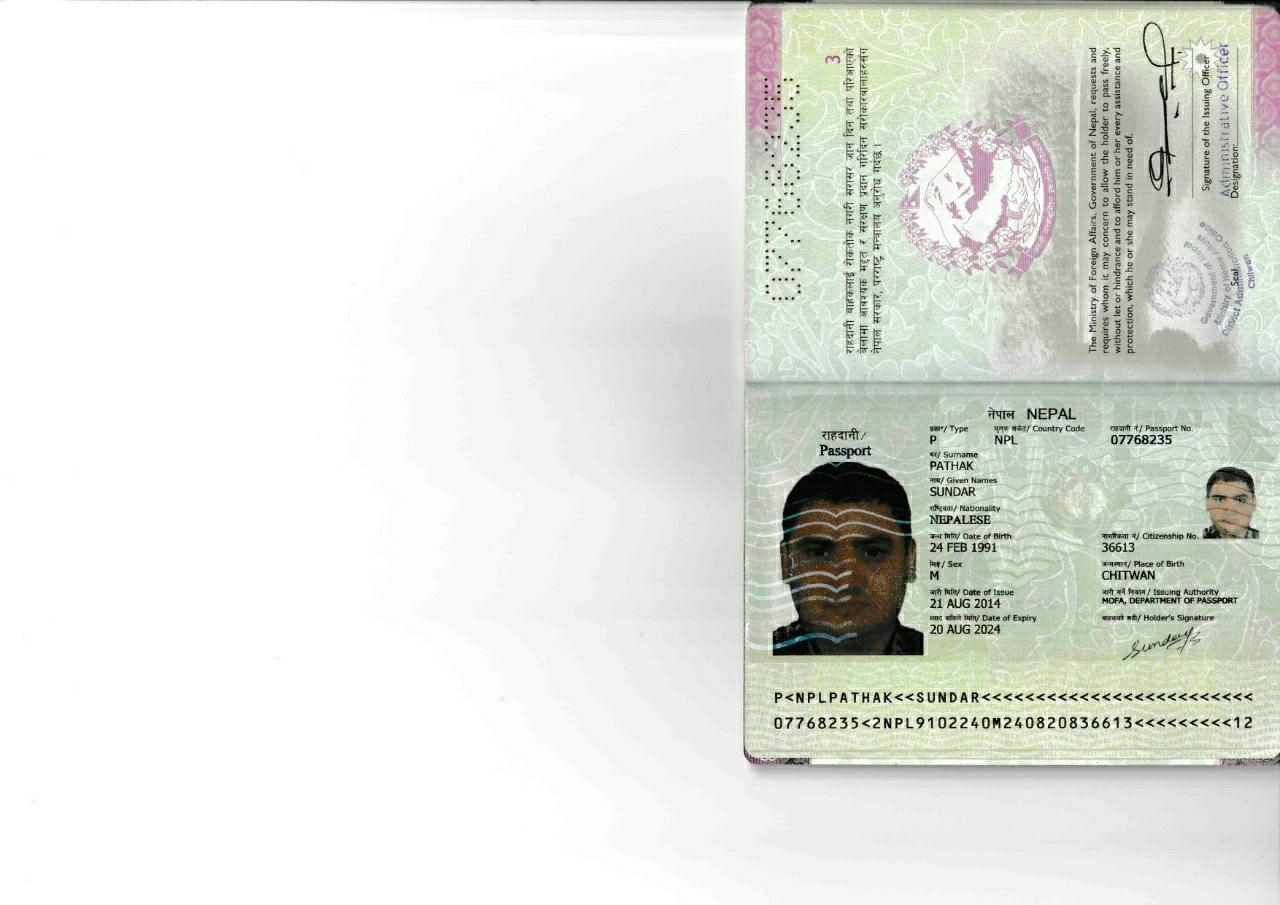 3
राहदानी बाहकलाई रोकतोक नगरी सरासर जान दिन तथा परिआएको
बेलामा आवश्यक मद्दत र संरक्षण प्रदान गरिदिन सरोकारवालाहरुसंग
नेपाल सरकार, परराष्ट्र मन्त्रालय अनुरोध गर्दछ ।
The Ministry of Foreign Affairs, Government of Nepal, requests and
requires whom it may concern to allow the holder to pass freely,
without let or hindrance and to afford him or her every assistance and
protection, which he or she may stand in need of.
Signature of the Issuing Officer
Administrative Officer
Designation:
Seal
Government of Nepal
Ministry of Home Affairs
District Administration Office
Chitwan
नेपाल NEPAL
राहदानी/
Passport
प्रकार/ Type
P
मुलुक संकेत/ Country Code
NPL
राहदानी नं/ Passport No.
07768235
थर/ Surname
PATHAK
नाम/ Given Names
SUNDAR
राष्ट्रियता/ Nationality
NEPALESE
जन्म मिति/ Date of Birth
24 FEB 1991
नागरिकता नं/ Citizenship No.
36613
लिङ्ग/ Sex
M
जन्मस्थान/ Place of Birth
CHITWAN
जारी मिति/ Date of Issue
21 AUG 2014
जारी गर्ने निकाय/ Issuing Authority
MOFA, DEPARTMENT OF PASSPORT
म्याद सकिने मिति/ Date of Expiry
20 AUG 2024
बाहकको सही/ Holder's Signature
P<NPLPATHAK<<SUNDAR<<<<<<<<<<<<<<<<<<<<<<<<<
07768235<2NPL9102240M240820836613<<<<<<<<<12